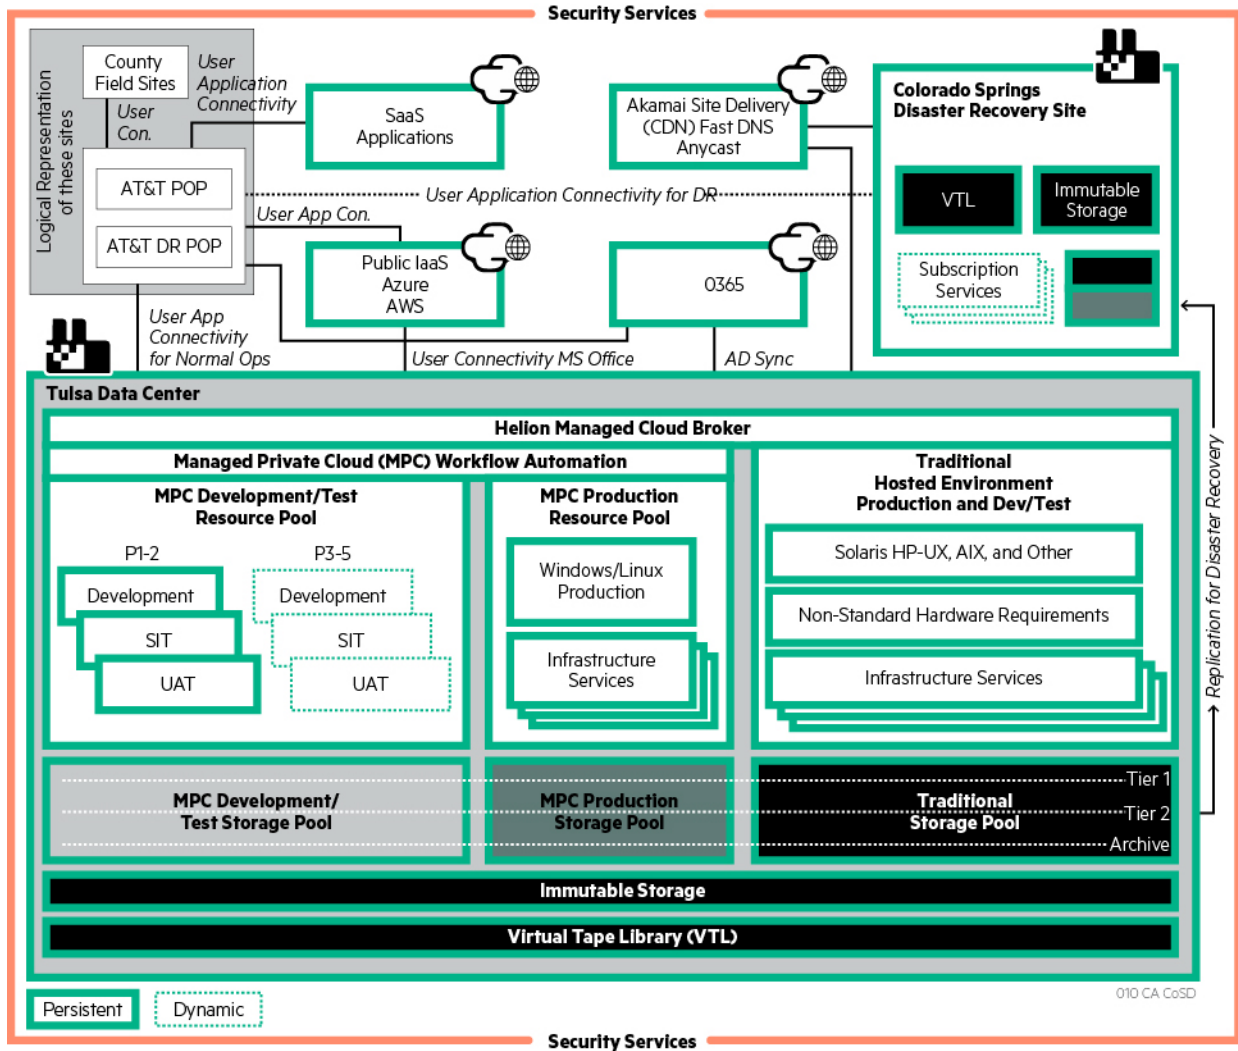 Security Services
County
Field Sites
User
Application
Connectivity
User
Con.
Logical Representation
of these sites
AT&T POP
AT&T DR POP
SaaS
Applications
Akamai Site Delivery
(CDN) Fast DNS
Anycast
Colorado Springs
Disaster Recovery Site
VTL
Immutable
Storage
Subscription
Services
User Application Connectivity for DR
User App Con.
Public IaaS
Azure
AWS
0365
User App
Connectivity
for Normal Ops
User Connectivity MS Office
AD Sync
Replication for Disaster Recovery
Tulsa Data Center
Helion Managed Cloud Broker
Managed Private Cloud (MPC) Workflow Automation
MPC Development/Test
Resource Pool
P1-2
P3-5
Development
SIT
UAT
Development
SIT
UAT
MPC Production
Resource Pool
Windows/Linux
Production
Infrastructure
Services
Traditional
Hosted Environment
Production and Dev/Test
Solaris HP-UX, AIX, and Other
Non-Standard Hardware Requirements
Infrastructure Services
MPC Development/
Test Storage Pool
MPC Production
Storage Pool
Traditional
Storage Pool
Tier 1
Tier 2
Archive
Immutable Storage
Virtual Tape Library (VTL)
010 CA CoSD
Persistent
Dynamic
Security Services